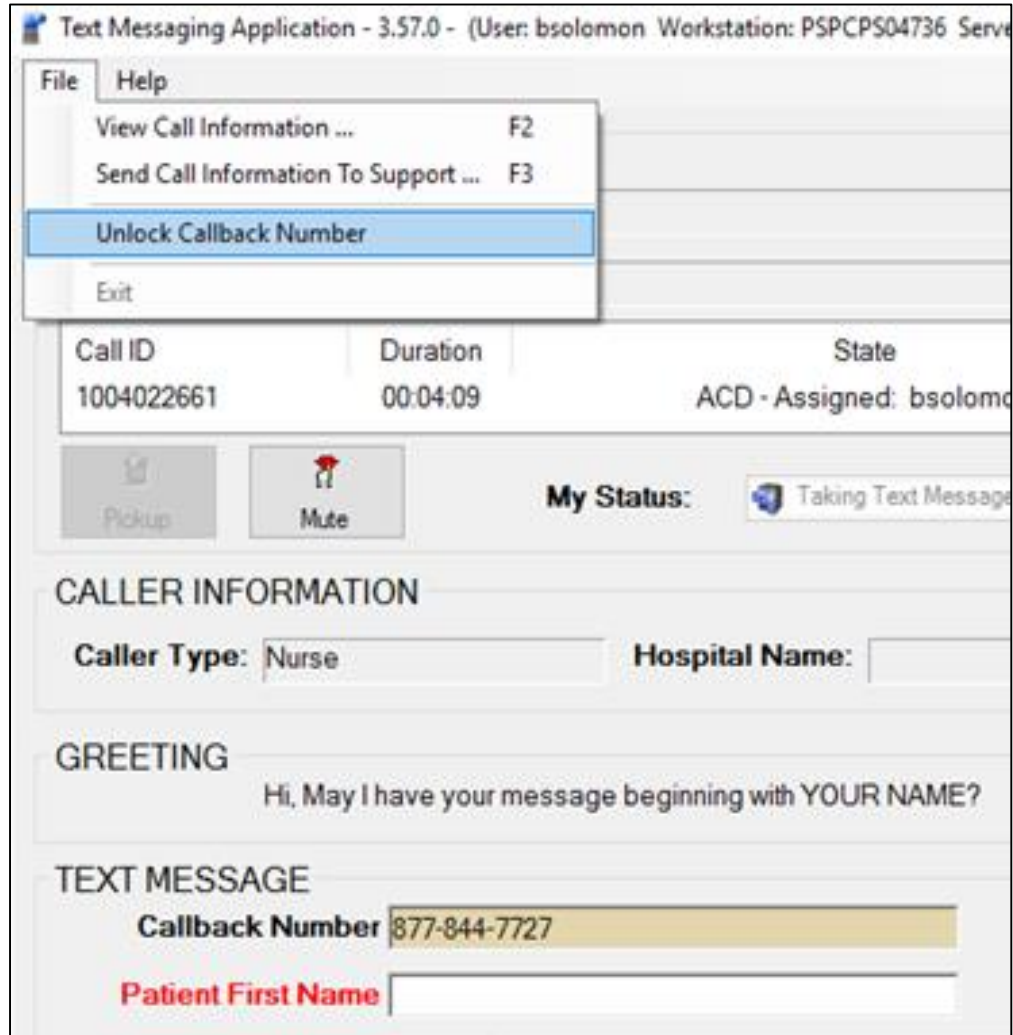 Text Messaging Application - 3.57.0 - (User: bsolomon Workstation: PSPCPS04736 Serve
File Help
View Call Information ... F2
Send Call Information To Support ... F3
Unlock Callback Number
Exit
Call ID Duration State
1004022661 00:04:09 ACD - Assigned: bsolomo
Pickup Mute My Status: Taking Text Message
CALLER INFORMATION
Caller Type: Nurse Hospital Name:
GREETING
Hi, May I have your message beginning with YOUR NAME?
TEXT MESSAGE
Callback Number 877-844-7727
Patient First Name